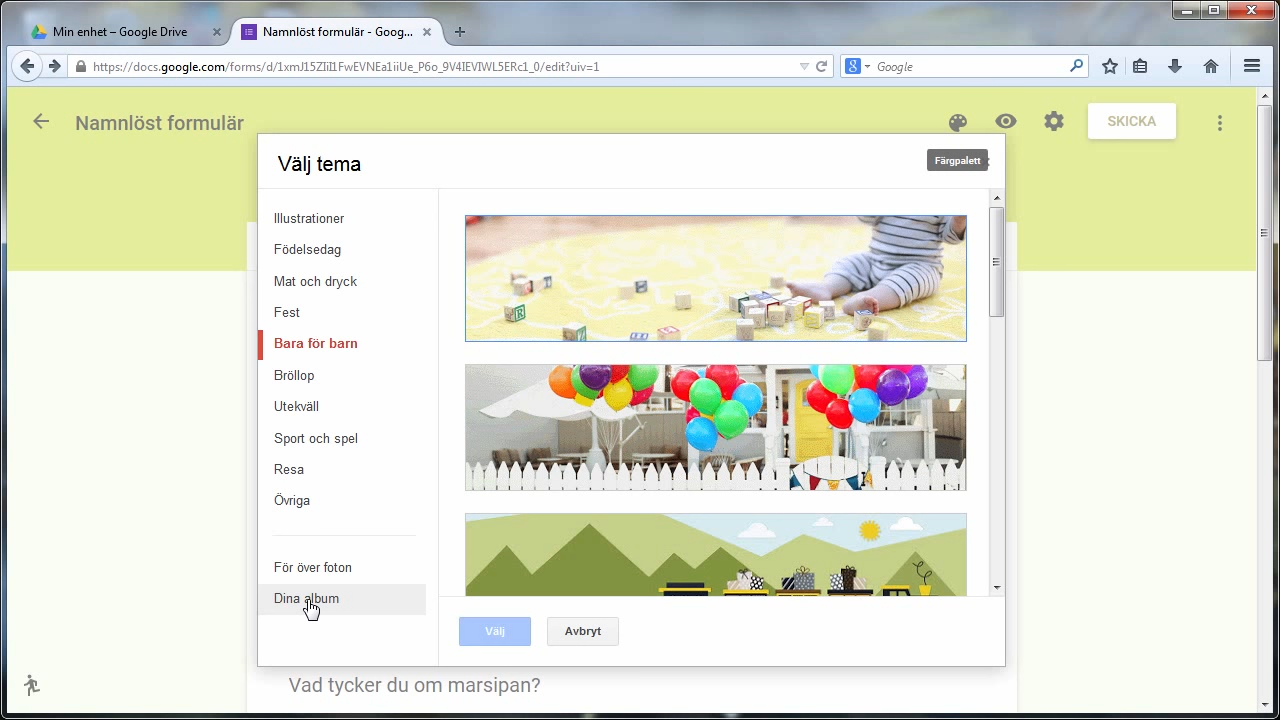 Min enhet – Google Drive
Namnlöst formulär - Goog...
https://docs.google.com/forms/d/1xmJ15ZIiI1FwEVNEa1iiUe_P6o_9V4IEVIWL5ERc1_0/edit?uiv=1
Google
Namnlöst formulär
SKICKA
Välj tema
Färgpalett
Illustrationer
Födelsedag
Mat och dryck
Fest
Bara för barn
Bröllop
Utekväll
Sport och spel
Resa
Övriga
För över foton
Dina album
Välj
Avbryt
Vad tycker du om marsipan?